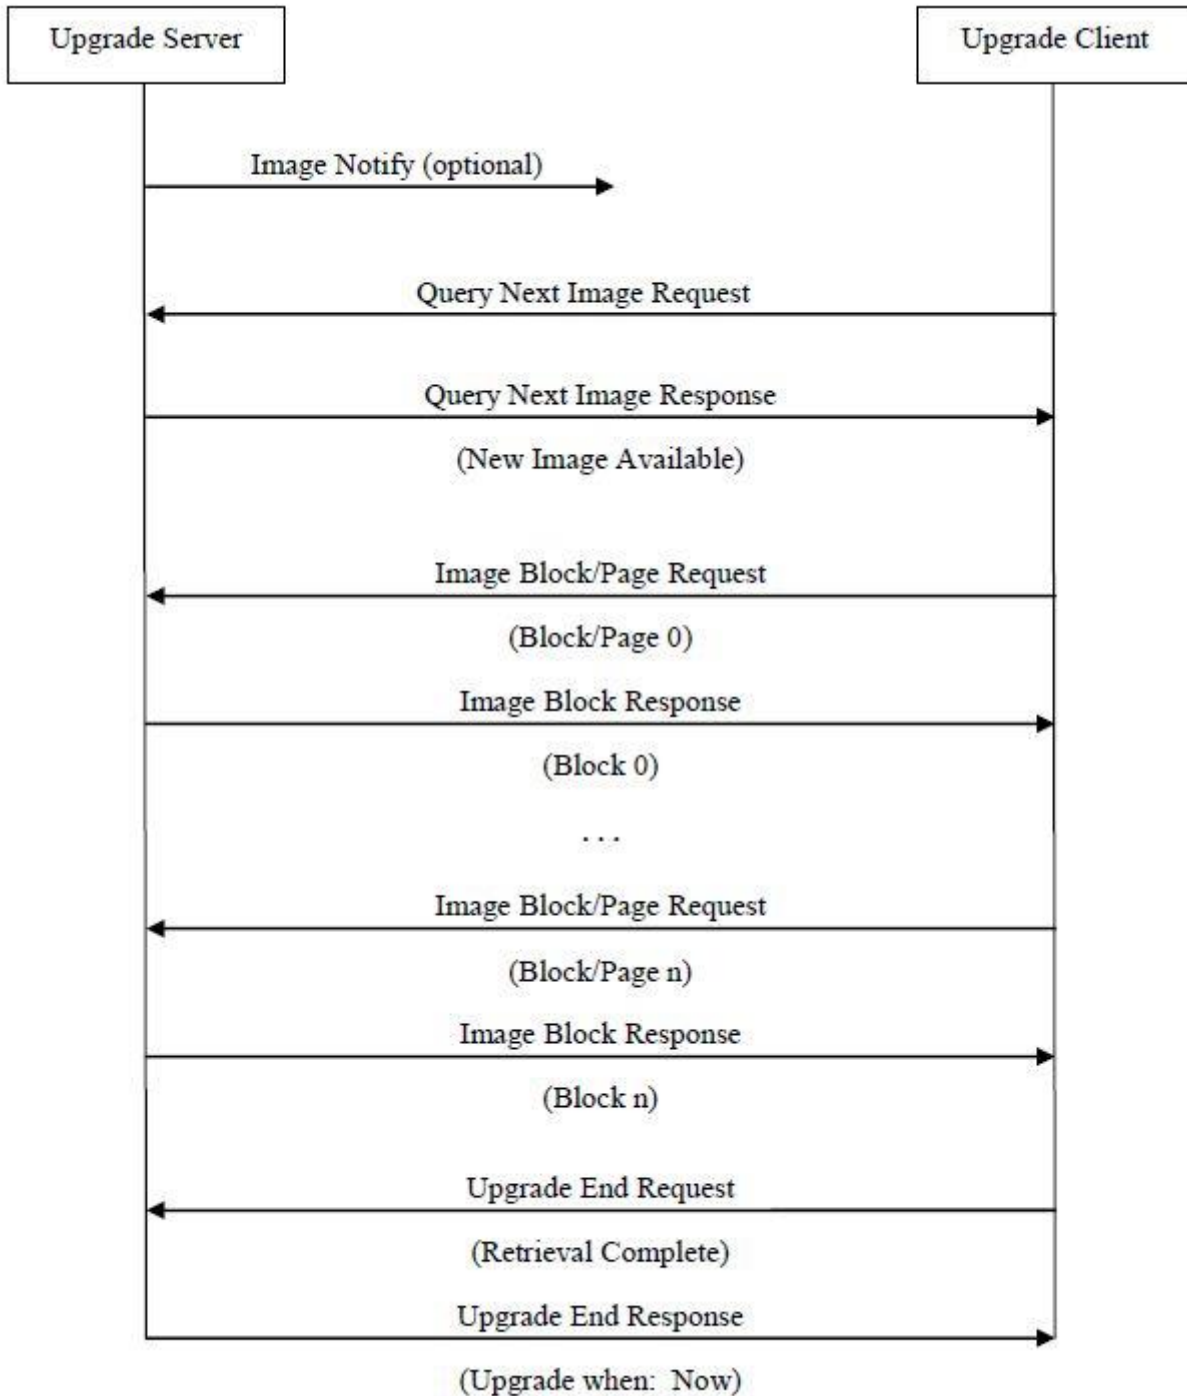 Upgrade Server
Upgrade Client
Image Notify (optional)
Query Next Image Request
Query Next Image Response
(New Image Available)
Image Block/Page Request
(Block/Page 0)
Image Block Response
(Block 0)
. . .
Image Block/Page Request
(Block/Page n)
Image Block Response
(Block n)
Upgrade End Request
(Retrieval Complete)
Upgrade End Response
(Upgrade when: Now)